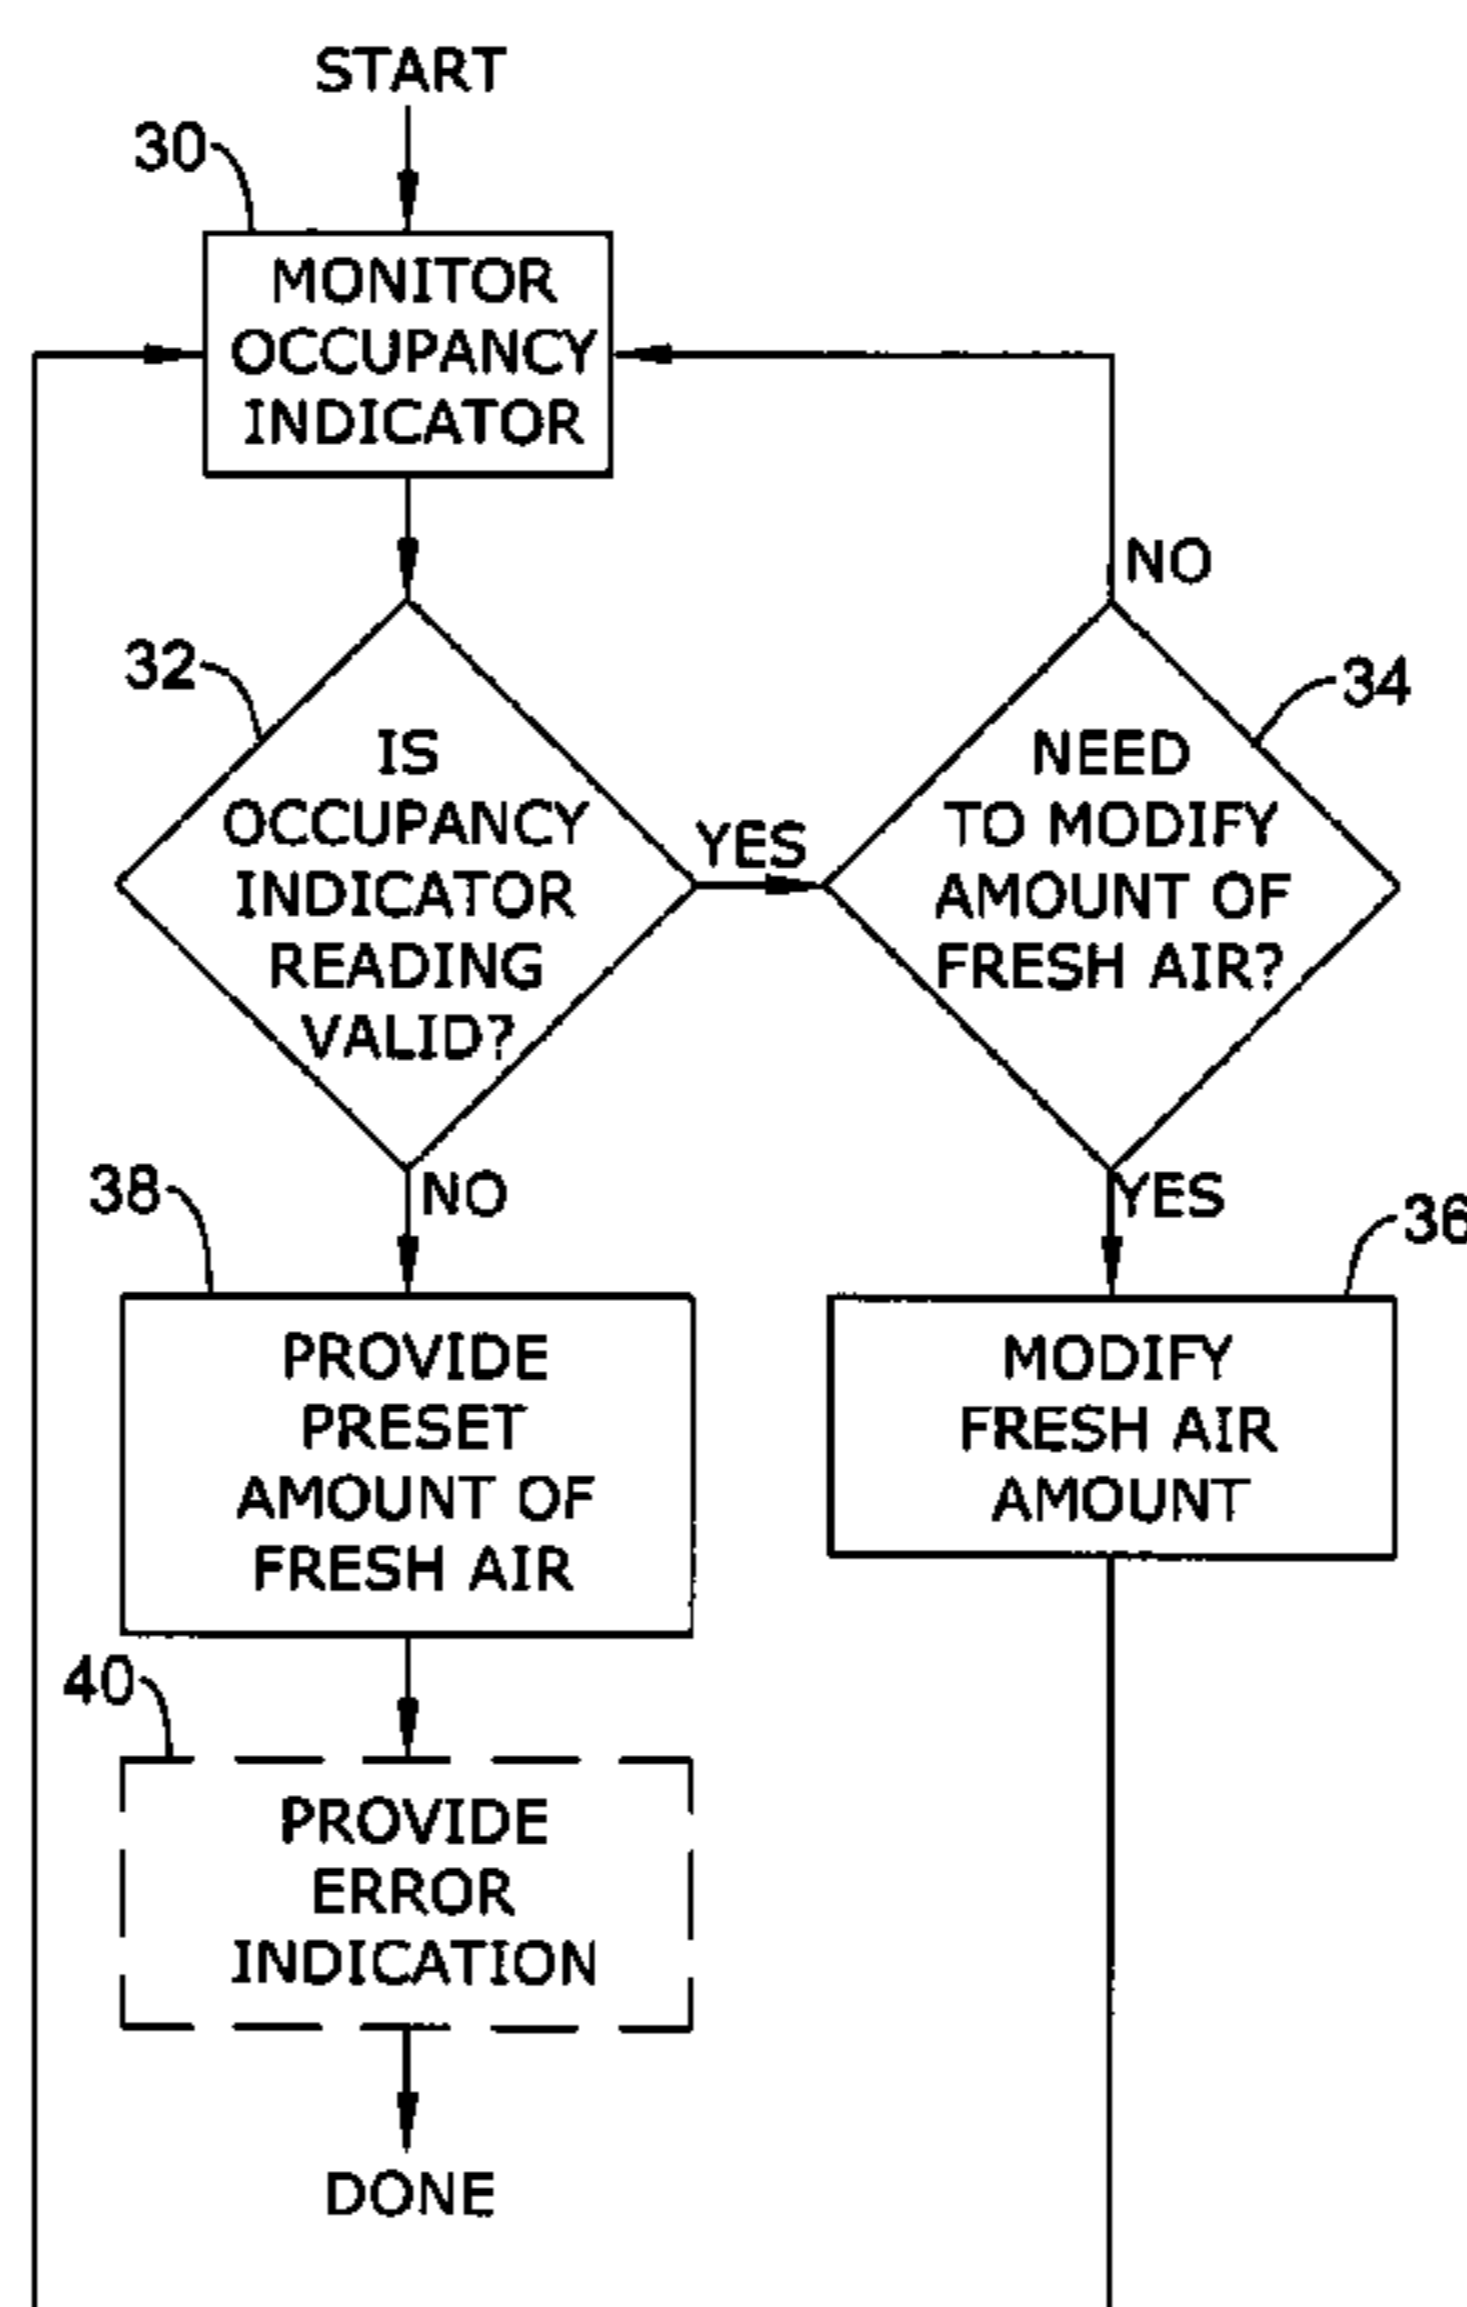 START
30
MONITOR
OCCUPANCY
INDICATOR
NO
32
34
IS
OCCUPANCY
INDICATOR
READING
VALID?
YES
NEED
TO MODIFY
AMOUNT OF
FRESH AIR?
NO
YES
38
36
PROVIDE
PRESET
AMOUNT OF
FRESH AIR
MODIFY
FRESH AIR
AMOUNT
40
PROVIDE
ERROR
INDICATION
DONE